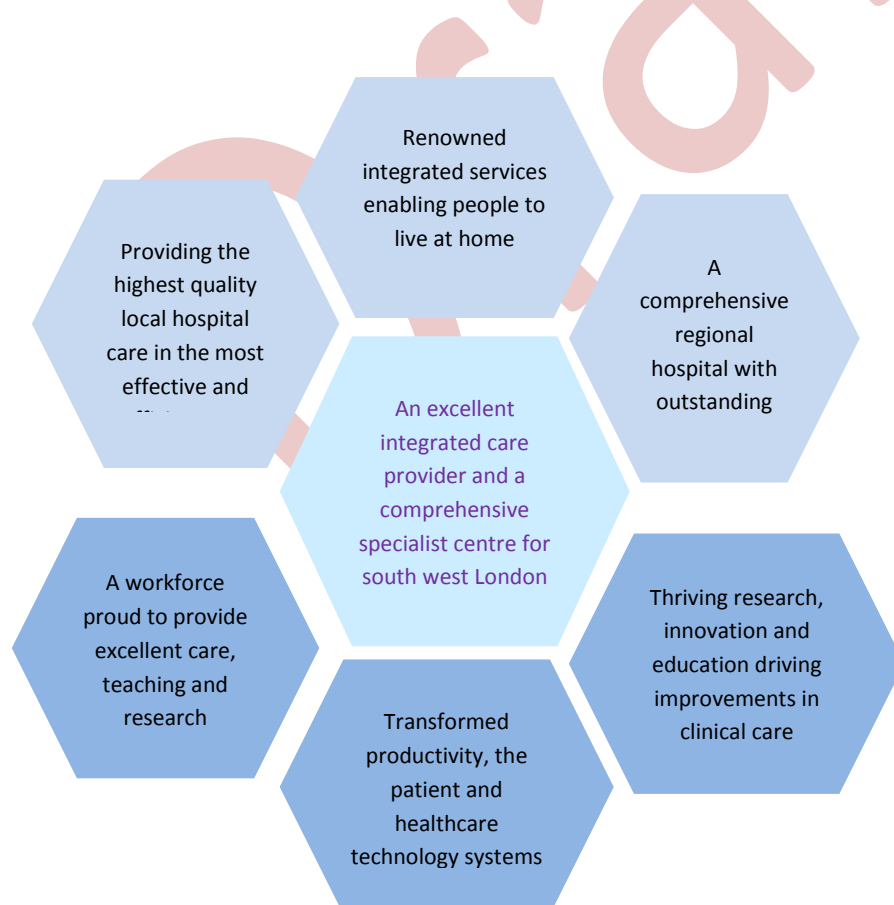 Renowned
integrated services
enabling people to
live at home
Providing the
highest quality
local hospital
care in the most
effective and
A
comprehensive
regional
hospital with
outstanding
An excellent
integrated care
provider and a
comprehensive
specialist centre for
south west London
A workforce
proud to provide
excellent care,
teaching and
research
Thriving research,
innovation and
education driving
improvements in
clinical care
Transformed
productivity, the
patient and
healthcare
technology systems